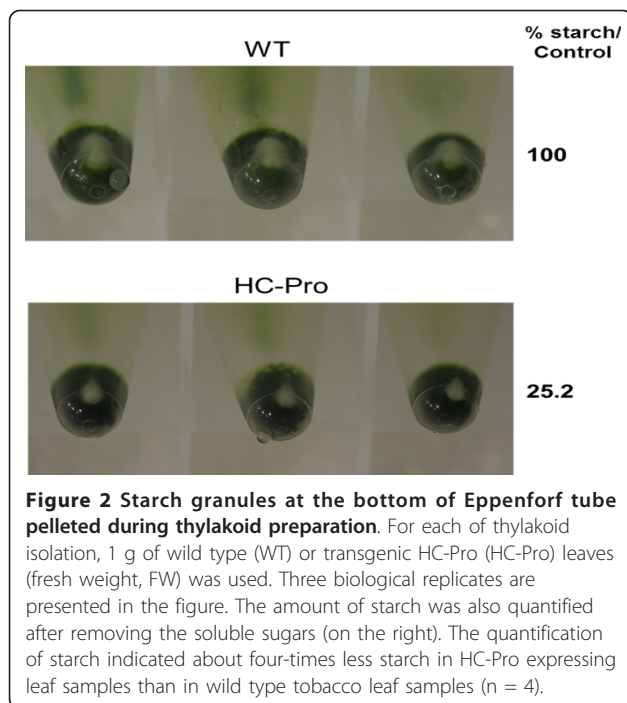 % starch/
Control
WT
100
HC-Pro
25.2
Figure 2 Starch granules at the bottom of Eppenforf tube
pelleted during thylakoid preparation. For each of thylakoid
isolation, 1 g of wild type (WT) or transgenic HC-Pro (HC-Pro) leaves
(fresh weight, FW) was used. Three biological replicates are
presented in the figure. The amount of starch was also quantified
after removing the soluble sugars (on the right). The quantification
of starch indicated about four-times less starch in HC-Pro expressing
leaf samples than in wild type tobacco leaf samples (n = 4).